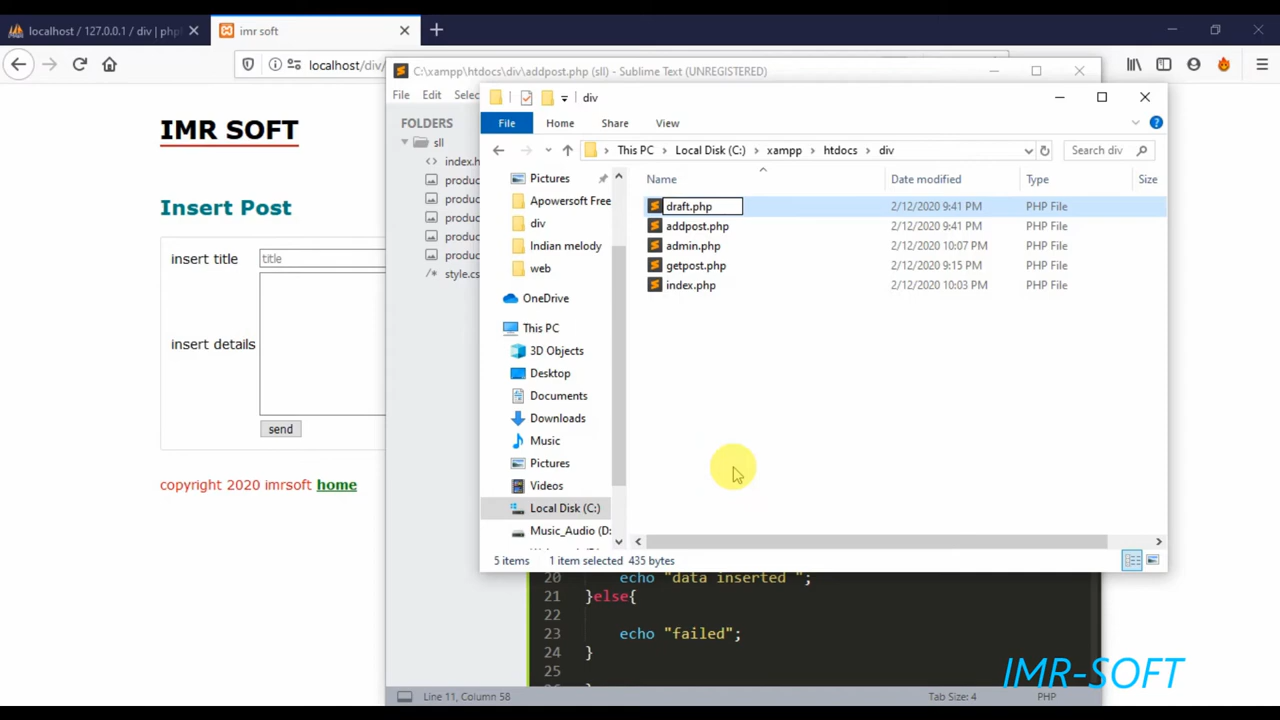 localhost / 127.0.0.1 / div | php
imr soft
localhost/div/
C:\xampp\htdocs\div\addpost.php (sll) - Sublime Text (UNREGISTERED)
File Edit Selec
FOLDERS
sll
index.h
produc
produc
produc
produc
produc
style.cs
IMR SOFT
Insert Post
insert title
title
insert details
send
copyright 2020 imrsoft home
div
File Home Share View
This PC Local Disk (C:) xampp htdocs div
Search div
Pictures
Apowersoft Free
div
Indian melody
web
OneDrive
This PC
3D Objects
Desktop
Documents
Downloads
Music
Pictures
Videos
Local Disk (C:)
Music_Audio (D:
Name Date modified Type Size
draft.php 2/12/2020 9:41 PM PHP File
addpost.php 2/12/2020 9:41 PM PHP File
admin.php 2/12/2020 10:07 PM PHP File
getpost.php 2/12/2020 9:15 PM PHP File
index.php 2/12/2020 10:03 PM PHP File
5 items 1 item selected 435 bytes
20 echo "data inserted ";
21 }else{
22
23 echo "failed";
24 }
25
IMR-SOFT
Line 11, Column 58 Tab Size: 4 PHP